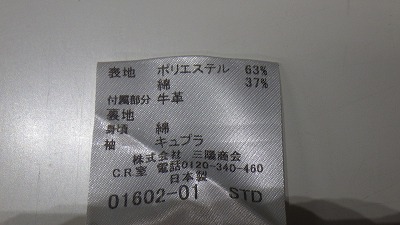 表地 ポリエステル 63%
綿 37%
付属部分 牛革
裏地
身頃 綿
袖 キュプラ
株式会社 三陽商会
C.R.室 電話0120-340-460
日本製
01602-01 STD